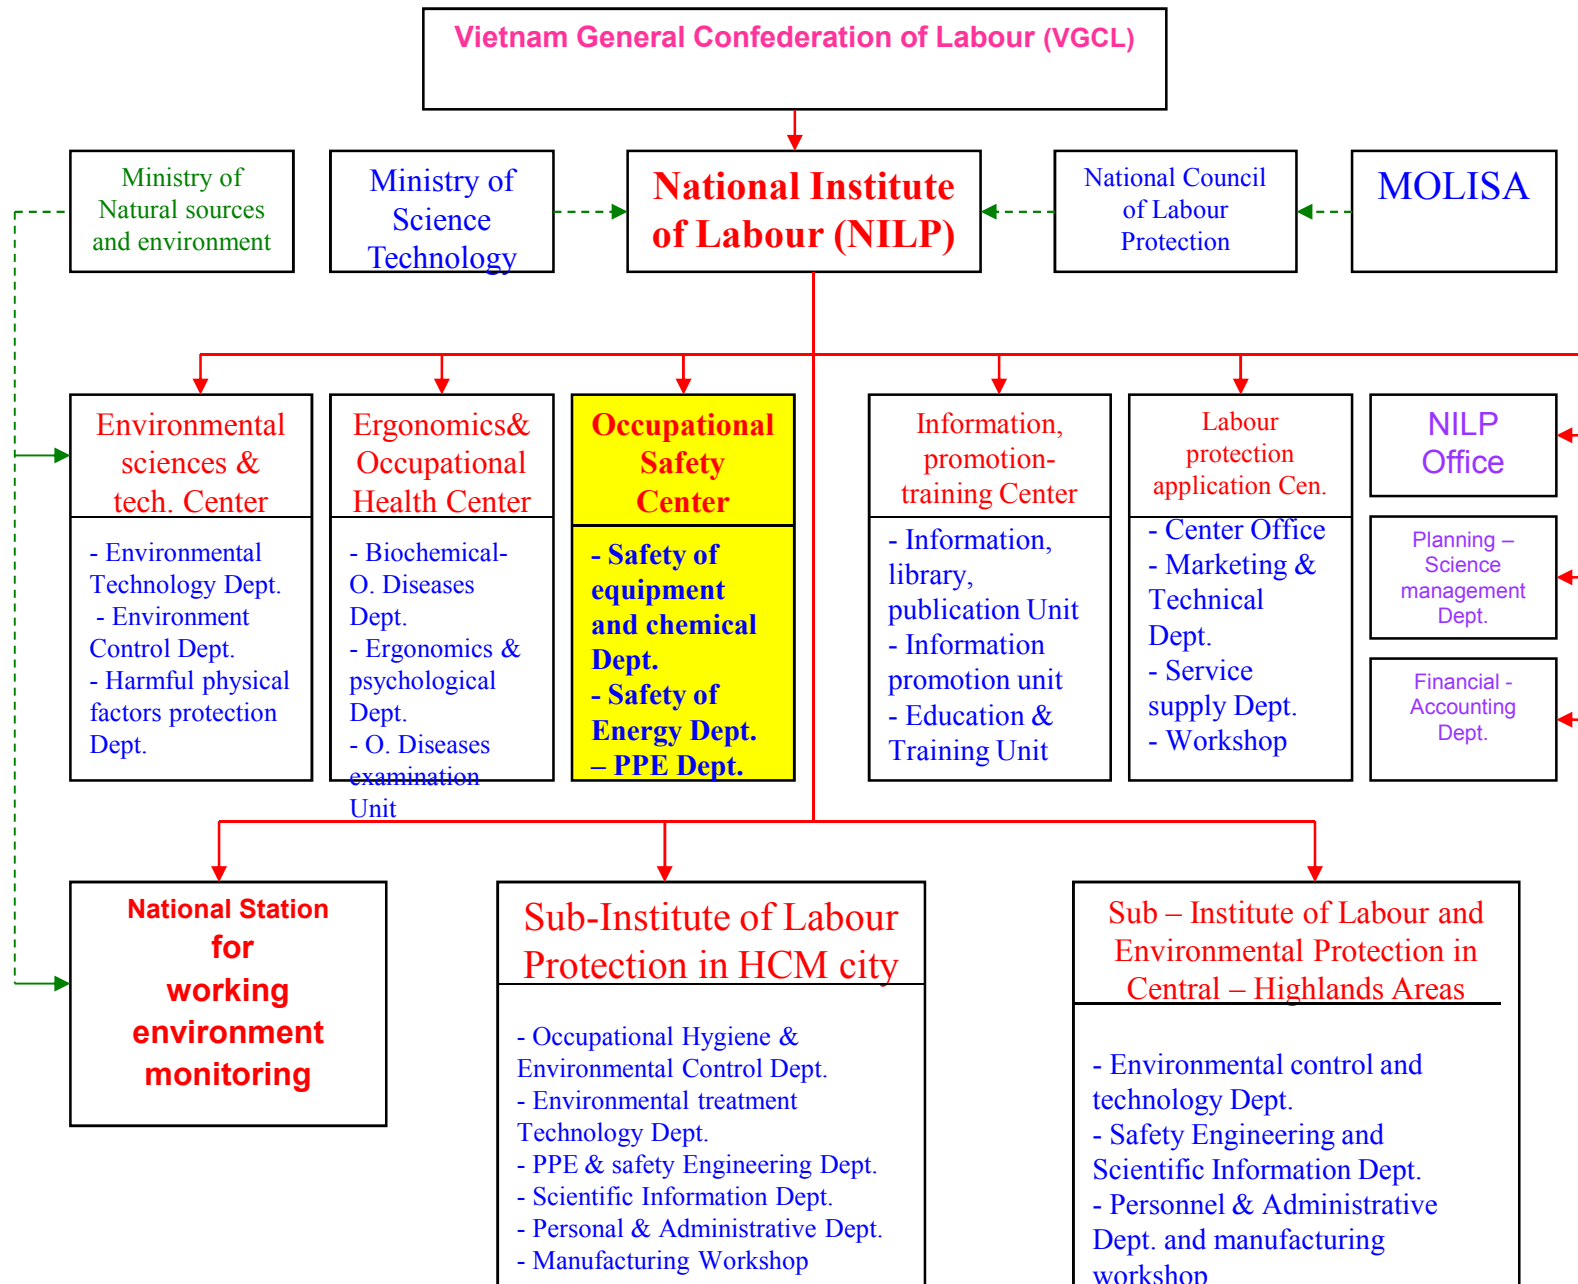 Vietnam General Confederation of Labour (VGCL)
Ministry of
Natural sources
and environment
Ministry of
Science
Technology
National Institute
of Labour (NILP)
National Council
of Labour
Protection
MOLISA
Environmental
sciences &
tech. Center
- Environmental
Technology Dept.
- Environment
Control Dept.
- Harmful physical
factors protection
Dept.
Ergonomics&
Occupational
Health Center
- Biochemical-
O. Diseases
Dept.
- Ergonomics &
psychological
Dept.
- O. Diseases
examination
Unit
Occupational
Safety
Center
- Safety of
equipment
and chemical
Dept.
- Safety of
Energy Dept.
– PPE Dept.
Information,
promotion-
training Center
- Information,
library,
publication Unit
- Information
promotion unit
- Education &
Training Unit
Labour
protection
application Cen.
- Center Office
- Marketing &
Technical
Dept.
- Service
supply Dept.
- Workshop
NILP
Office
Planning –
Science
management
Dept.
Financial -
Accounting
Dept.
National Station
for
working
environment
monitoring
Sub-Institute of Labour
Protection in HCM city
- Occupational Hygiene &
Environmental Control Dept.
- Environmental treatment
Technology Dept.
- PPE & safety Engineering Dept.
- Scientific Information Dept.
- Personal & Administrative Dept.
- Manufacturing Workshop
Sub – Institute of Labour and
Environmental Protection in
Central – Highlands Areas
- Environmental control and
technology Dept.
- Safety Engineering and
Scientific Information Dept.
- Personnel & Administrative
Dept. and manufacturing
workshop